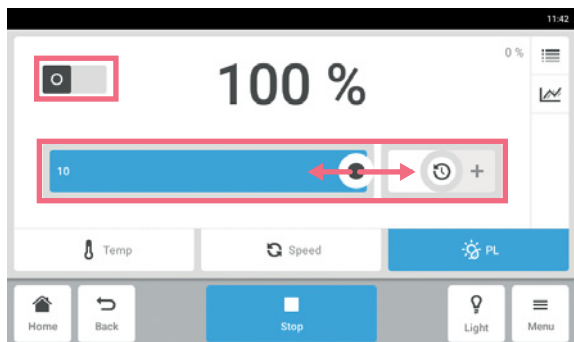 11:42
0 %
100 %
10
Temp
Speed
PL
Home
Back
Stop
Light
Menu